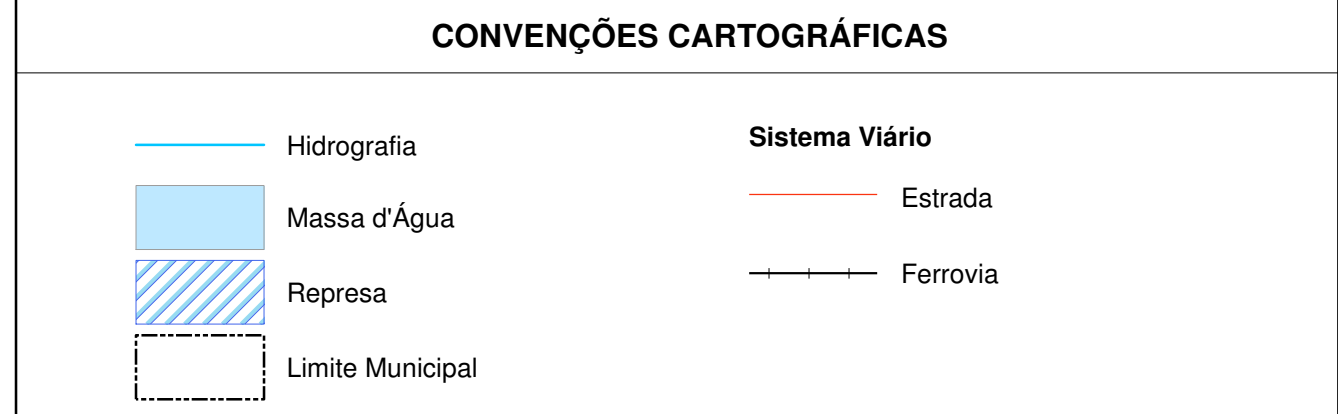 CONVENÇÕES CARTOGRÁFICAS
Hidrografia
Massa d'Água
Represa
Limite Municipal
Sistema Viário
Estrada
Ferrovia